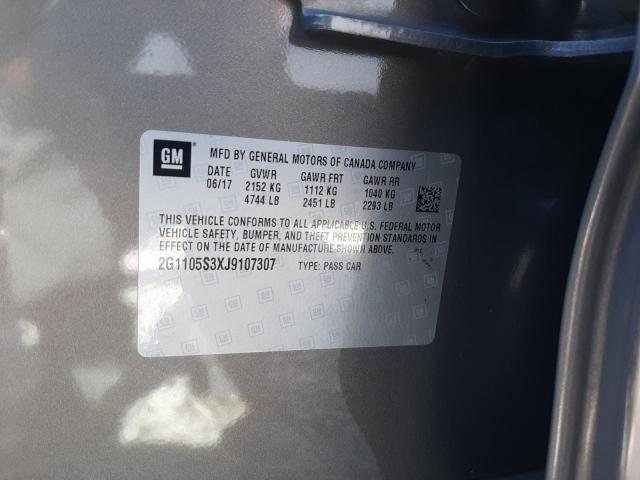 GM
MFD BY GENERAL MOTORS OF CANADA COMPANY
DATE GVWR GAWR FRT GAWR RR
06/17 2152 KG 1112 KG 1040 KG
4744 LB 2451 LB 2293 LB
THIS VEHICLE CONFORMS TO ALL APPLICABLE U.S. FEDERAL MOTOR
VEHICLE SAFETY, BUMPER, AND THEFT PREVENTION STANDARDS IN
EFFECT ON THE DATE OF MANUFACTURE SHOWN ABOVE.
2G1105S3XJ9107307 TYPE: PASS CAR